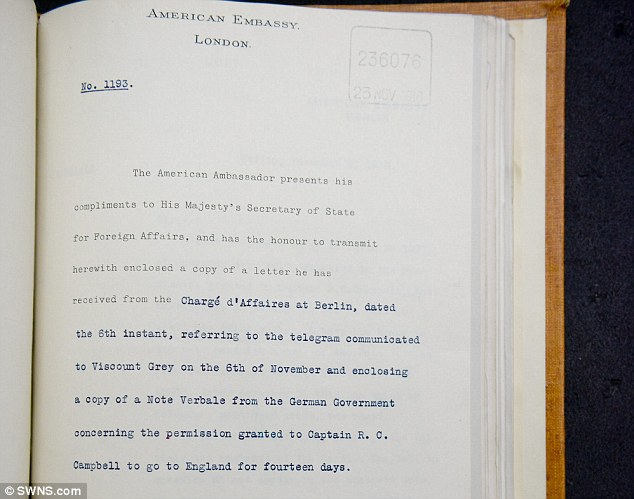 AMERICAN EMBASSY,
LONDON.
236076
No. 1193.
The American Ambassador presents his
compliments to His Majesty's Secretary of State
for Foreign Affairs, and has the honour to transmit
herewith enclosed a copy of a letter he has
received from the Chargé d'Affaires at Berlin, dated
the 6th instant, referring to the telegram communicated
to Viscount Grey on the 6th of November and enclosing
a copy of a Note Verbale from the German Government
concerning the permission granted to Captain R. C.
Campbell to go to England for fourteen days.
© SWNS.com